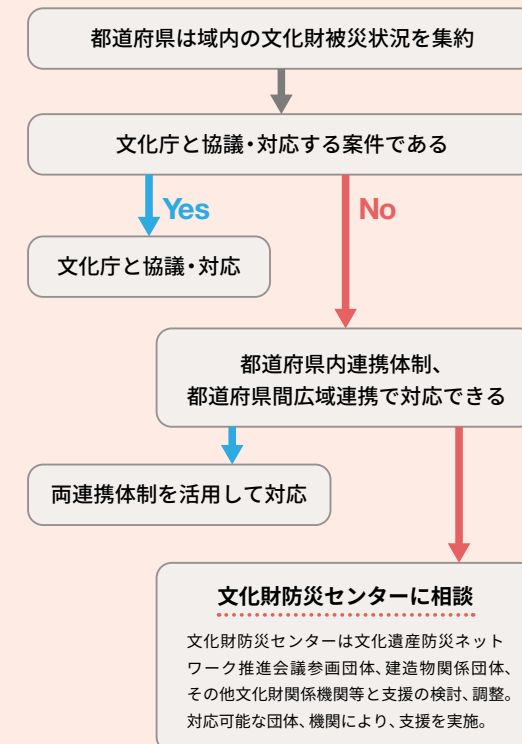 都道府県は域内の文化財被災状況を集約
文化庁と協議・対応する案件である
Yes
No
文化庁と協議・対応
都道府県内連携体制、
都道府県間広域連携で対応できる
両連携体制を活用して対応
文化財防災センターに相談
文化財防災センターは文化遺産防災ネット
ワーク推進会議参画団体、建造物関係団体、
その他文化財関係機関等と支援の検討、調整。
対応可能な団体、機関により、支援を実施。